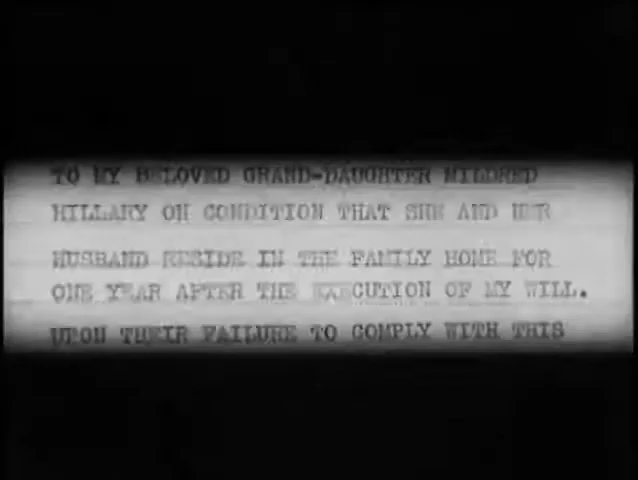 TO MY BELOVED GRAND-DAUGHTER MILDRED
HILLARY ON CONDITION THAT SHE AND HER
HUSBAND RESIDE IN THE FAMILY HOME FOR
ONE YEAR AFTER THE EXECUTION OF MY WILL.
UPON THEIR FAILURE TO COMPLY WITH THIS